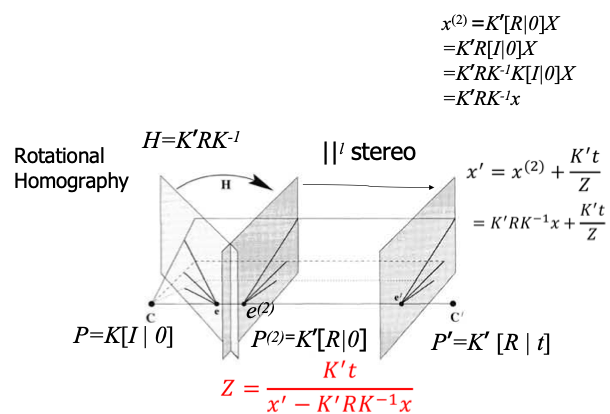 x⁽²⁾ =K′[R|0]X
=K′R[I|0]X
=K′RK⁻¹K[I|0]X
=K′RK⁻¹x
H=K′RK⁻¹
||ˡ stereo
Rotational
Homography
H
x′ = x⁽²⁾ + K′t/Z
= K′RK⁻¹x + K′t/Z
C
e
e(2)
e′
C′
P=K[I | 0]
P⁽²⁾=K′[R|0]
P′=K′ [R | t]
Z = K′t/(x′ − K′RK⁻¹x)